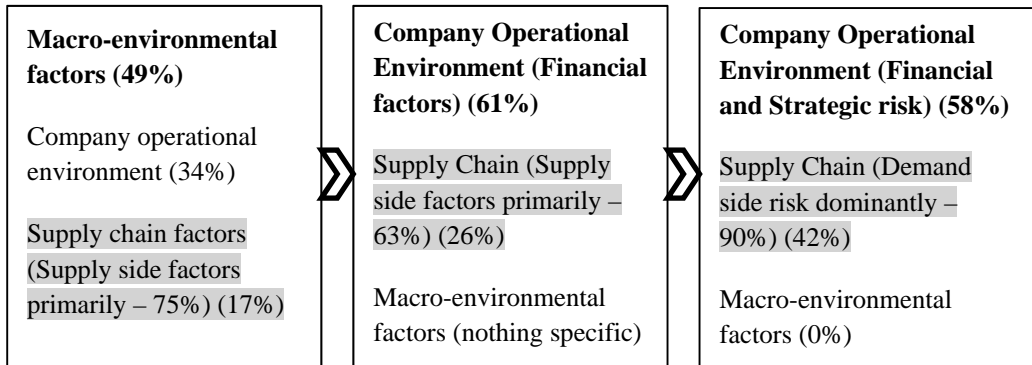 Macro-environmental
factors (49%)
Company operational
environment (34%)
Supply chain factors
(Supply side factors
primarily – 75%) (17%)
Company Operational
Environment (Financial
factors) (61%)
Supply Chain (Supply
side factors primarily –
63%) (26%)
Macro-environmental
factors (nothing specific)
Company Operational
Environment (Financial
and Strategic risk) (58%)
Supply Chain (Demand
side risk dominantly –
90%) (42%)
Macro-environmental
factors (0%)